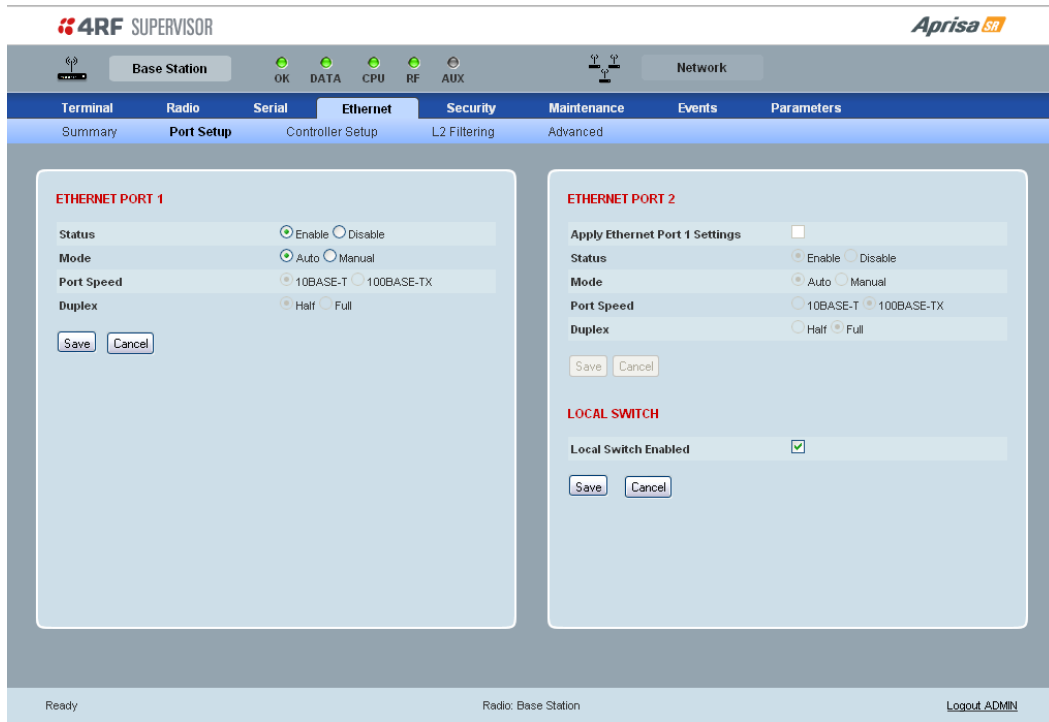 4RF SUPERVISOR
Aprisa SR
Base Station
OK DATA CPU RF AUX
Network
Terminal Radio Serial Ethernet Security Maintenance Events Parameters
Summary Port Setup Controller Setup L2 Filtering Advanced
ETHERNET PORT 1
Status Enable Disable
Mode Auto Manual
Port Speed 10BASE-T 100BASE-TX
Duplex Half Full
Save Cancel
ETHERNET PORT 2
Apply Ethernet Port 1 Settings
Status Enable Disable
Mode Auto Manual
Port Speed 10BASE-T 100BASE-TX
Duplex Half Full
Save Cancel
LOCAL SWITCH
Local Switch Enabled
Save Cancel
Ready Radio: Base Station Logout ADMIN